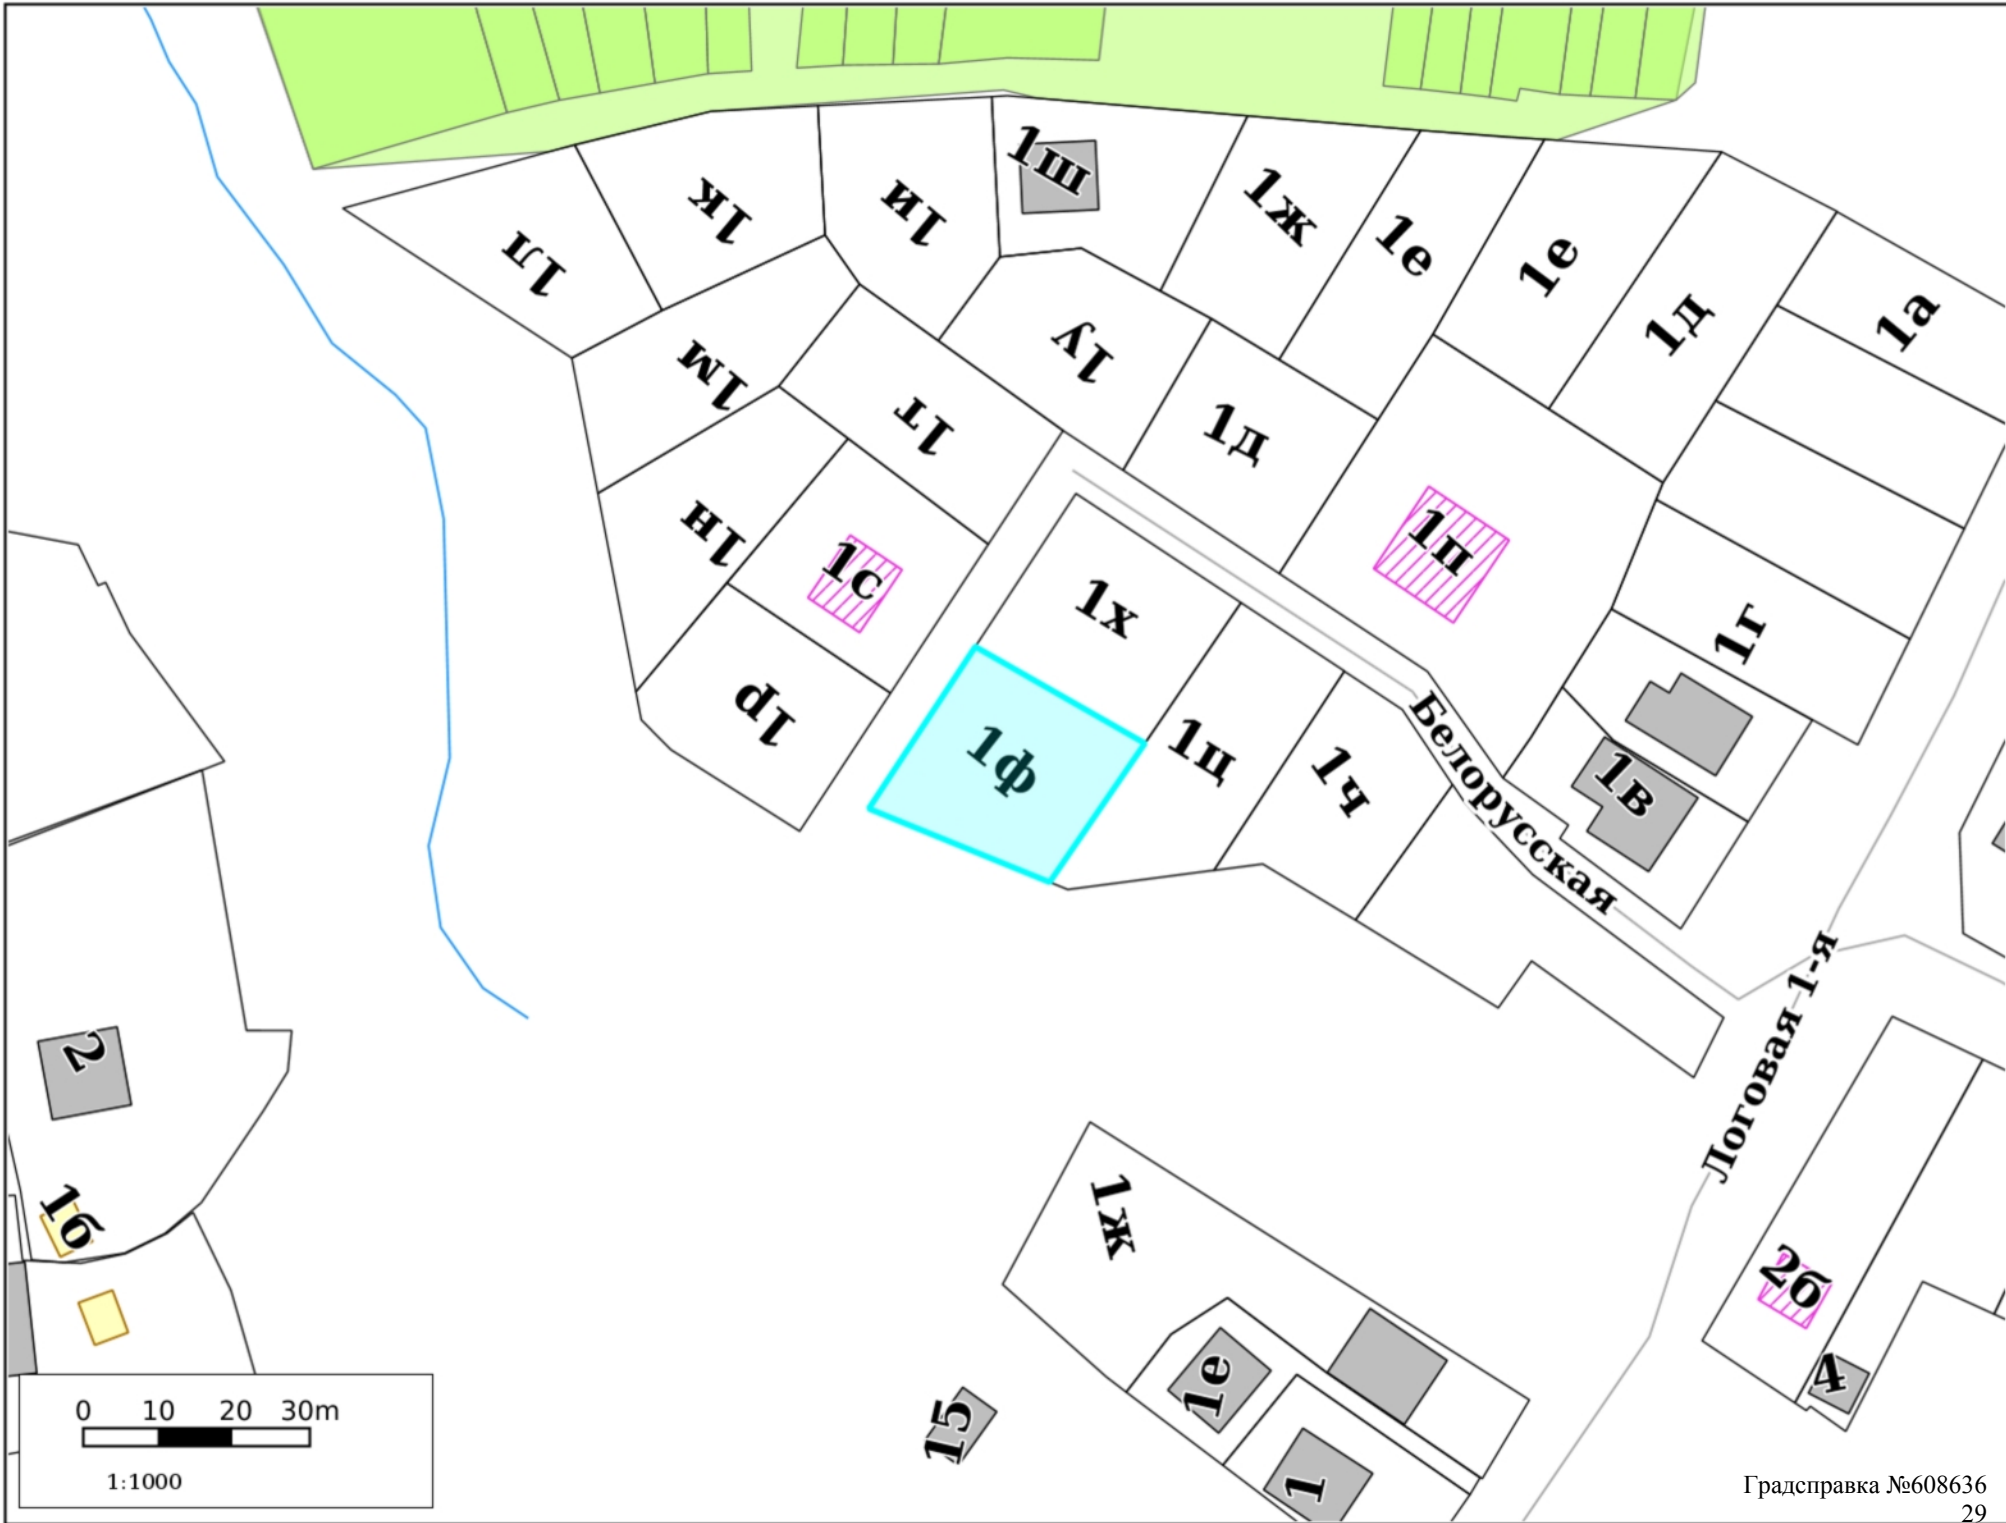 1ш
1к
1и
1ж
1е
1е
1л
1д
1а
1м
1у
1т
1д
1н
1с
1п
1х
1г
1р
1ф
1ц
1ч
1в
Белорусская
Логовая 1-я
2
1б
1ж
2б
1е
4
15
1
0 10 20 30m
1:1000
Градсправка №608636
29